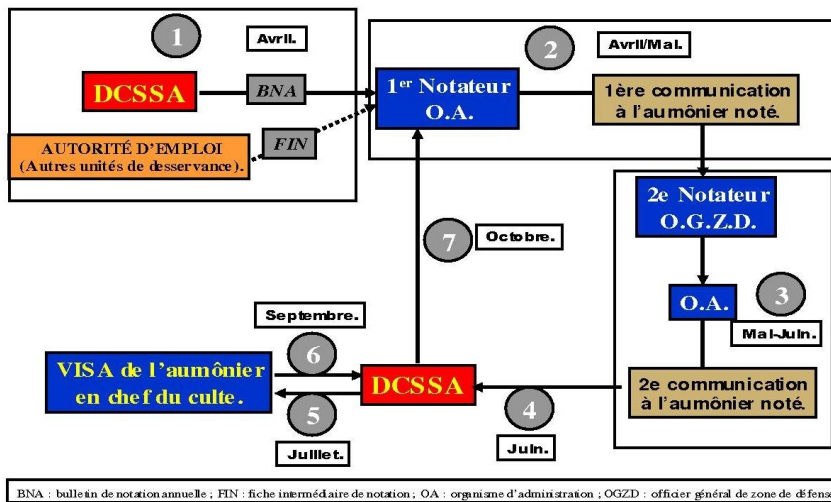 1
Avril.
DCSSA
BNA
AUTORITÉ D'EMPLOI
(Autres unités de desservance).
FIN
2
Avril/Mai.
1er Notateur
O.A.
1ère communication
à l'aumônier noté.
2e Notateur
O.G.Z.D.
O.A.
3
Mai-Juin.
2e communication
à l'aumônier noté.
7
Octobre.
Septembre.
6
VISA de l'aumônier
en chef du culte.
DCSSA
5
Juillet.
4
Juin.
BNA : bulletin de notation annuelle ; FIN : fiche intermédiaire de notation ; OA : organisme d'administration ; OGZD : officier général de zone de défense